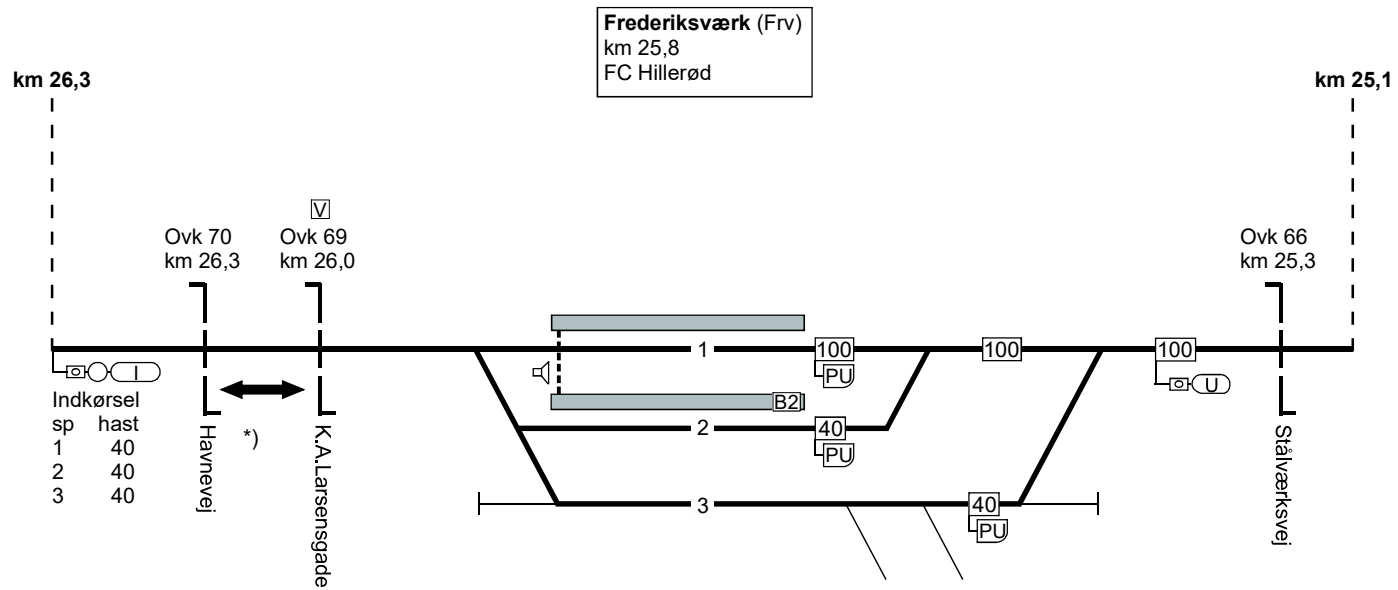 Frederiksværk (Frv)
km 25,8
FC Hillerød
km 26,3
km 25,1
V
Ovk 70
km 26,3
Ovk 69
km 26,0
Ovk 66
km 25,3
1
100
100
100
PU
I
U
Indkørsel
sp hast
1 40
2 40
3 40
*)
B2
2
40
PU
3
40
PU
Havnevej
K.A.Larsensgade
Stålværksvej